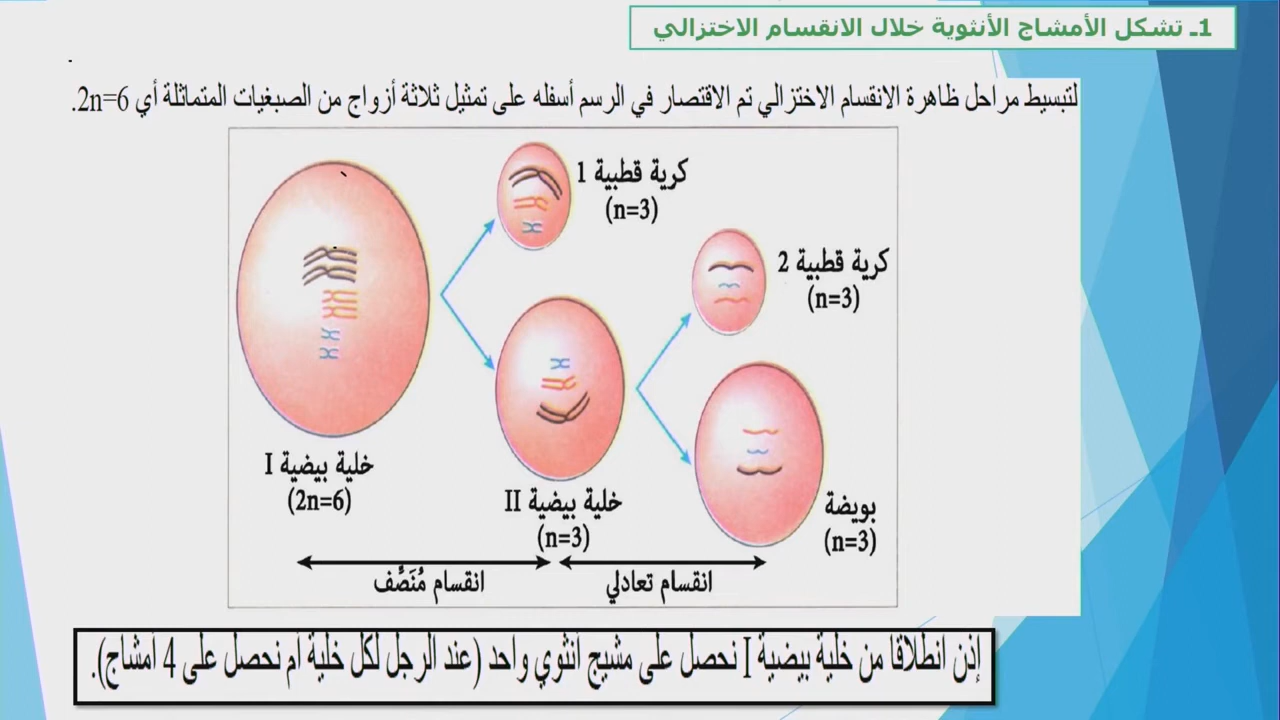 1ـ تشكل الأمشاج الأنثوية خلال الانقسام الاختزالي
لتبسيط مراحل ظاهرة الانقسام الاختزالي تم الاقتصار في الرسم أسفله على تمثيل ثلاثة أزواج من الصبغيات المتماثلة أي 2n=6.
كرية قطبية 1
(n=3)
كرية قطبية 2
(n=3)
خلية بيضية I
(2n=6)
خلية بيضية II
(n=3)
بويضة
(n=3)
انقسام مُنَصَّف
انقسام تعادلي
إذن انطلاقا من خلية بيضية I نحصل على مشيج أنثوي واحد (عند الرجل لكل خلية أم نحصل على 4 أمشاج).